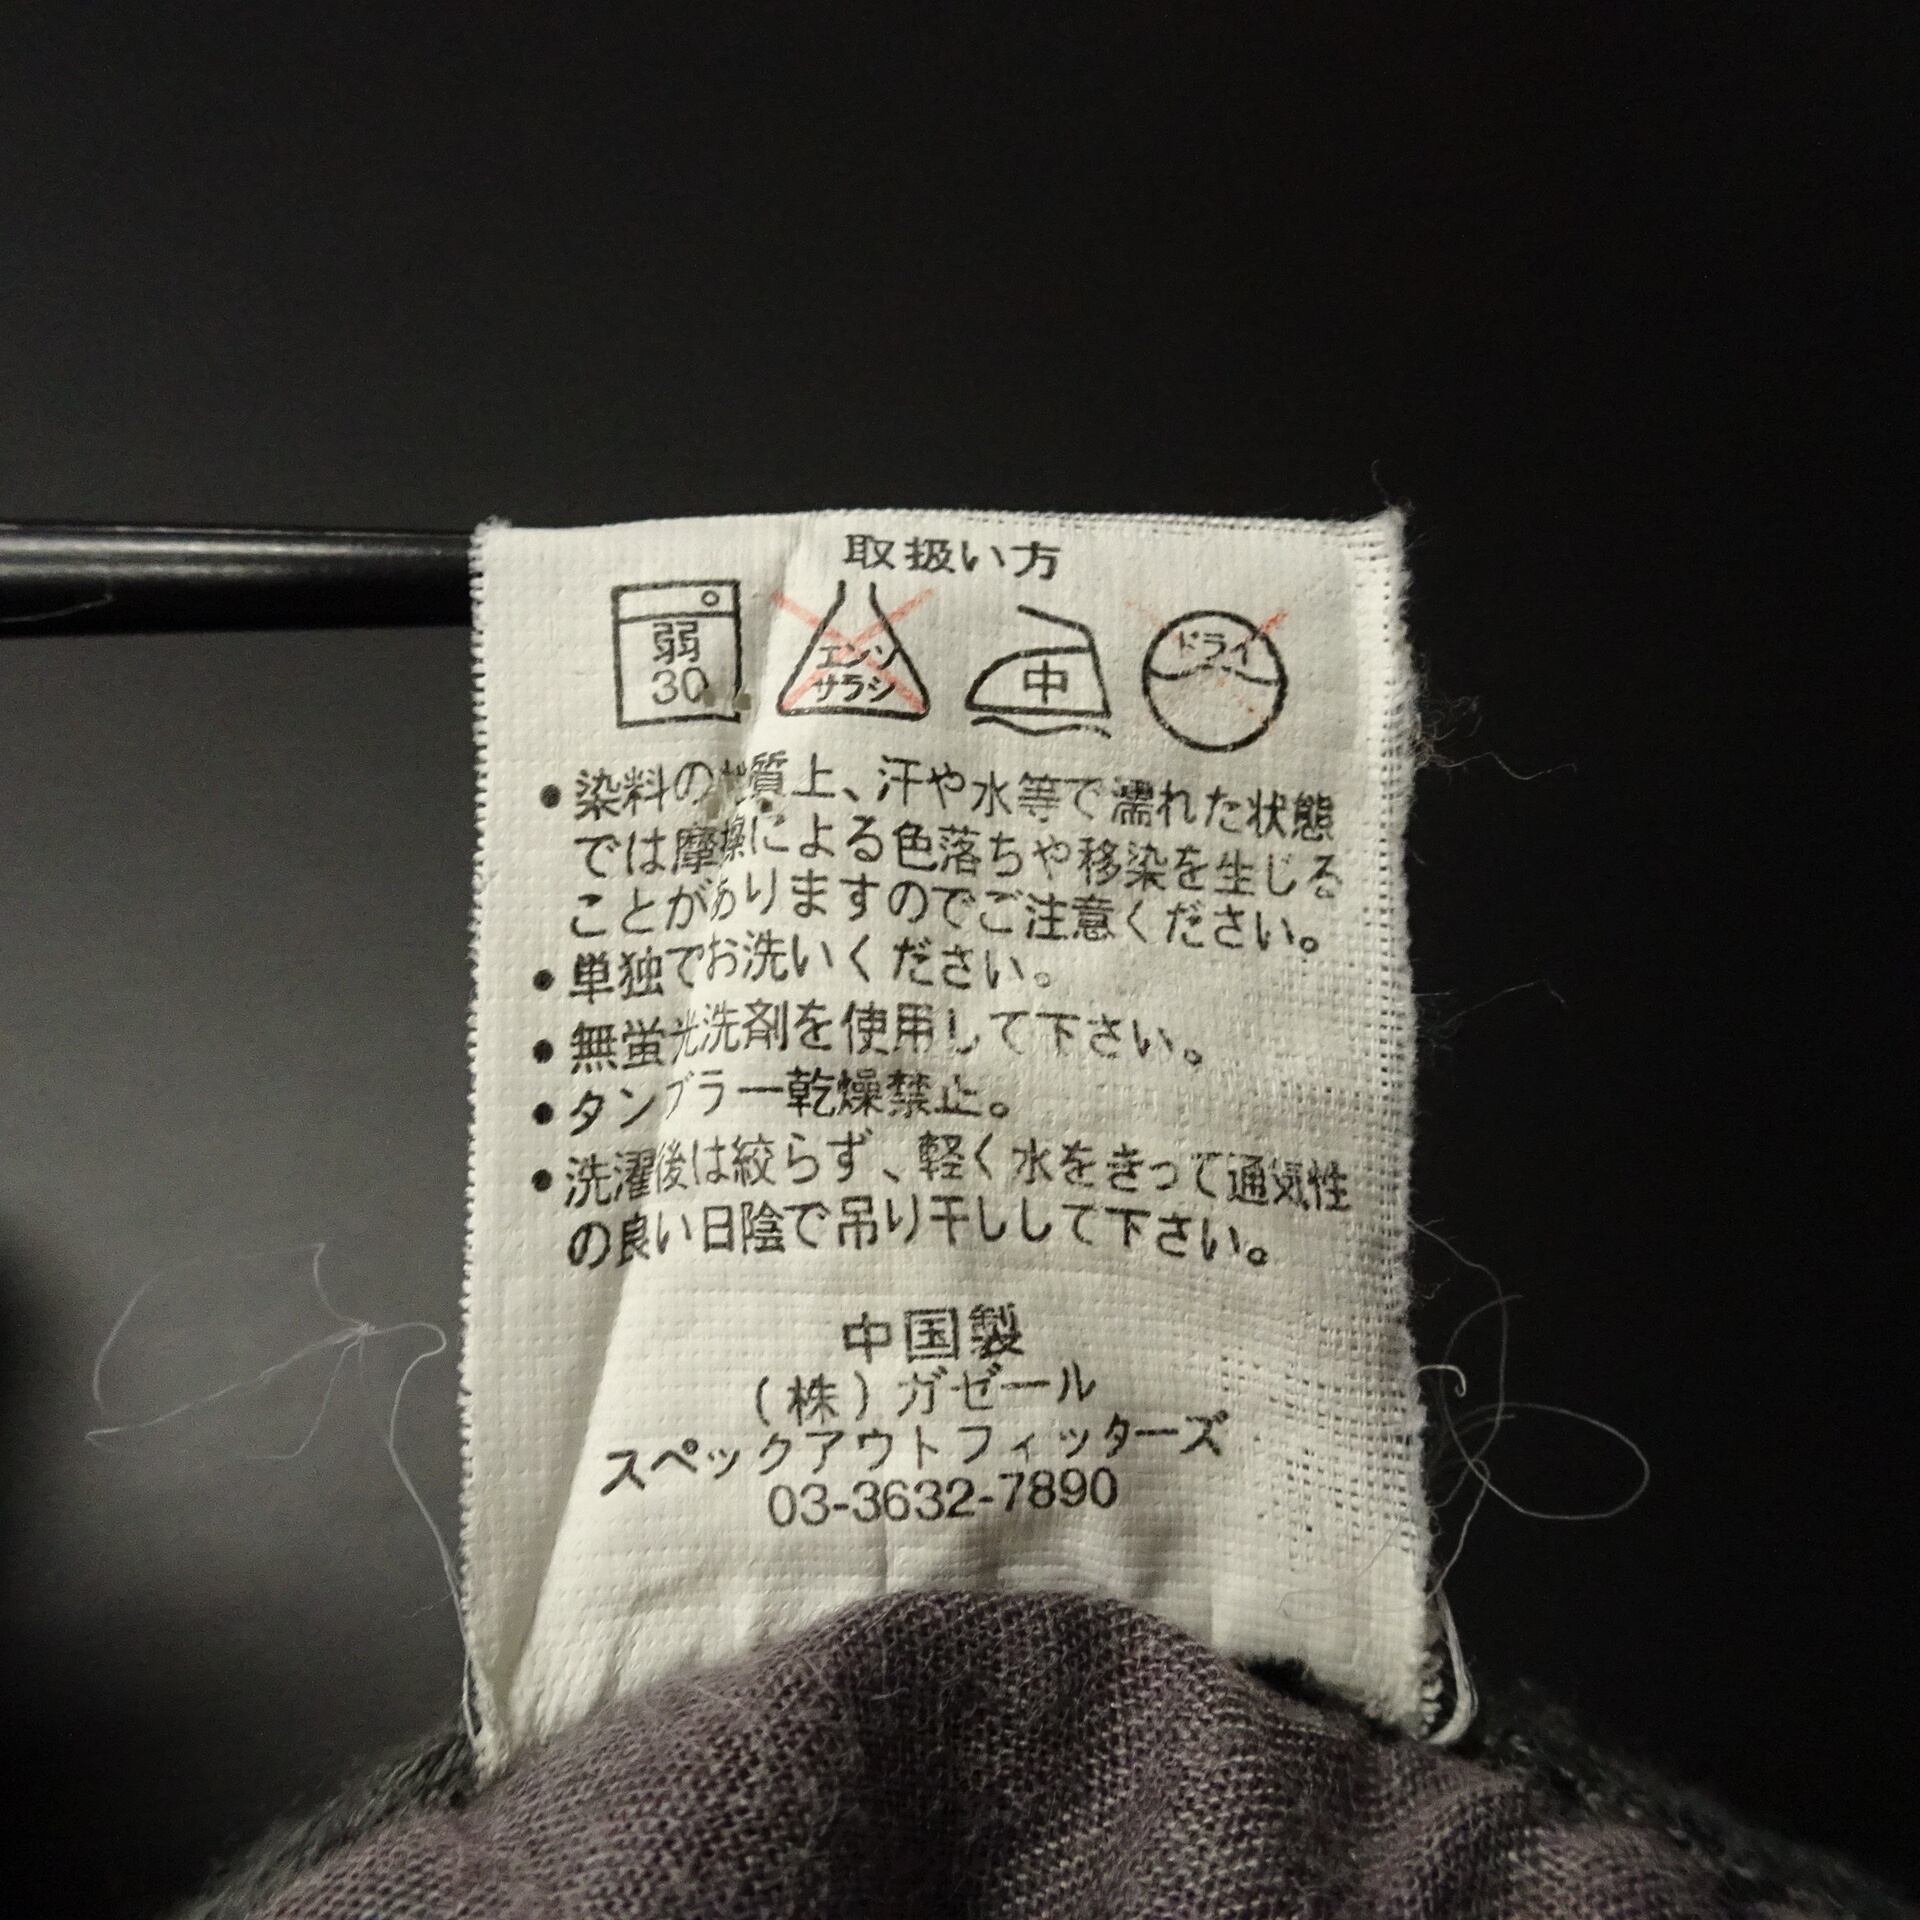 取扱い方
弱
30
エンソ
サラシ
中
ドライ
•染料の性質上、汗や水等で濡れた状態
では摩擦による色落ちや移染を生じる
ことがありますのでご注意ください。
•単独でお洗いください。
•無蛍光洗剤を使用して下さい。
•タンブラー乾燥禁止。
•洗濯後は絞らず、軽く水をきって通気性
の良い日陰で吊り干しして下さい。
中国製
(株)ガゼール
スペックアウトフィッターズ
03-3632-7890